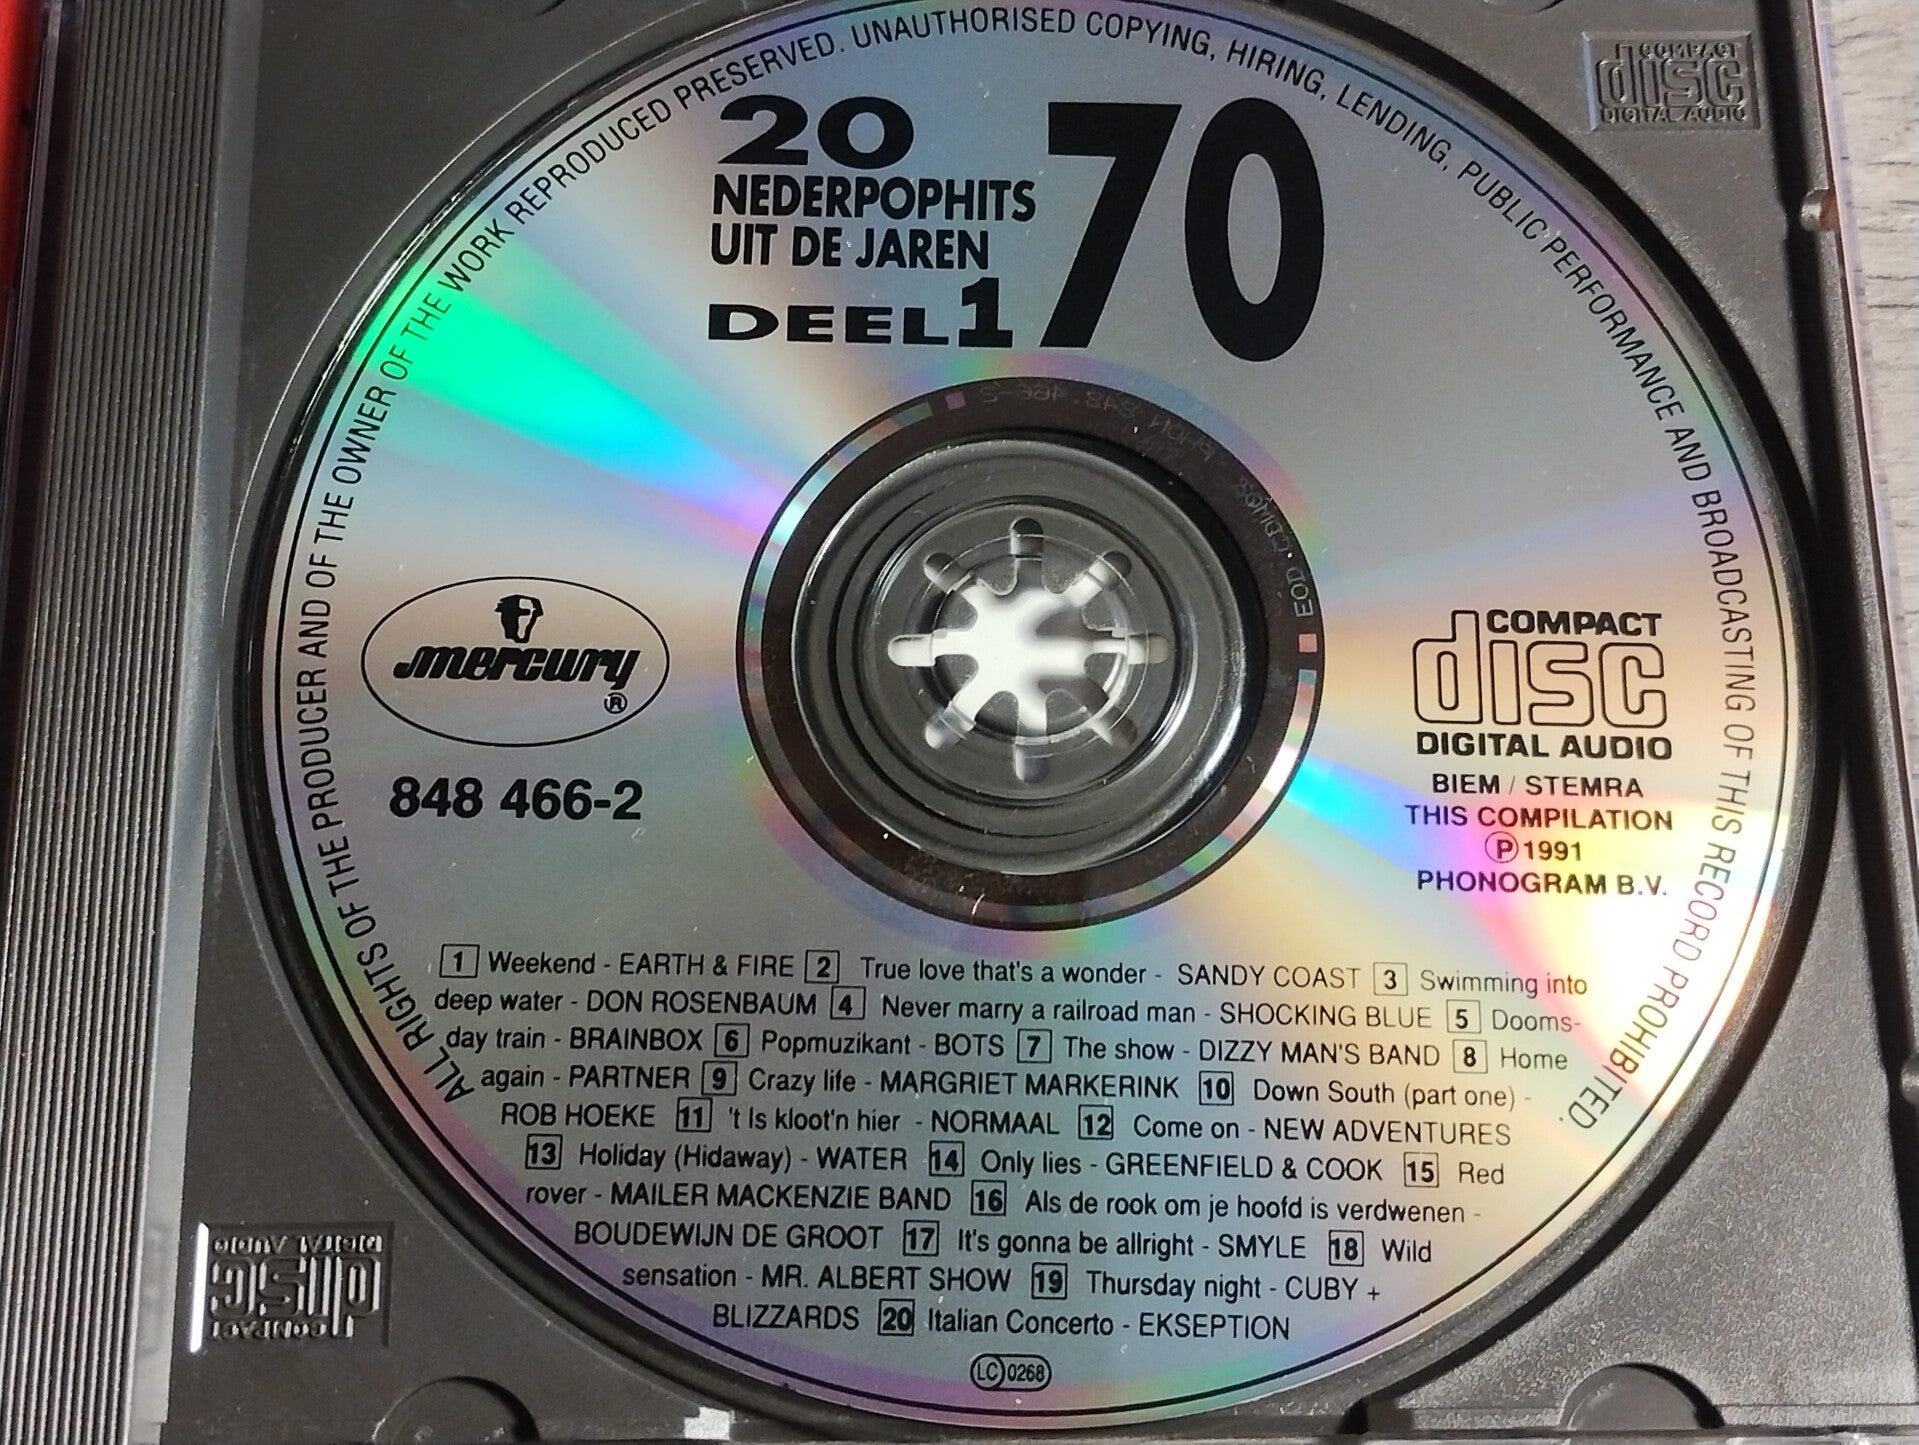 ALL RIGHTS OF THE PRODUCER AND OF THE OWNER OF THE WORK REPRODUCED PRESERVED. UNAUTHORISED COPYING, HIRING, LENDING, PUBLIC PERFORMANCE AND BROADCASTING OF THIS RECORD PROHIBITED.
COMPACT
disc
DIGITAL AUDIO
20
NEDERPOPHITS
UIT DE JAREN
DEEL 1
70
mercury
®
848 466-2
COMPACT
disc
DIGITAL AUDIO
BIEM / STEMRA
THIS COMPILATION
Ⓟ 1991
PHONOGRAM B.V.
1 Weekend - EARTH & FIRE 2 True love that's a wonder - SANDY COAST 3 Swimming into
deep water - DON ROSENBAUM 4 Never marry a railroad man - SHOCKING BLUE 5 Dooms-
day train - BRAINBOX 6 Popmuzikant - BOTS 7 The show - DIZZY MAN'S BAND 8 Home
again - PARTNER 9 Crazy life - MARGRIET MARKERINK 10 Down South (part one) -
ROB HOEKE 11 't Is kloot'n hier - NORMAAL 12 Come on - NEW ADVENTURES
13 Holiday (Hidaway) - WATER 14 Only lies - GREENFIELD & COOK 15 Red
rover - MAILER MACKENZIE BAND 16 Als de rook om je hoofd is verdwenen -
BOUDEWIJN DE GROOT 17 It's gonna be allright - SMYLE 18 Wild
sensation - MR. ALBERT SHOW 19 Thursday night - CUBY +
BLIZZARDS 20 Italian Concerto - EKSEPTION
LC 0268
COMPACT
disc
DIGITAL AUDIO